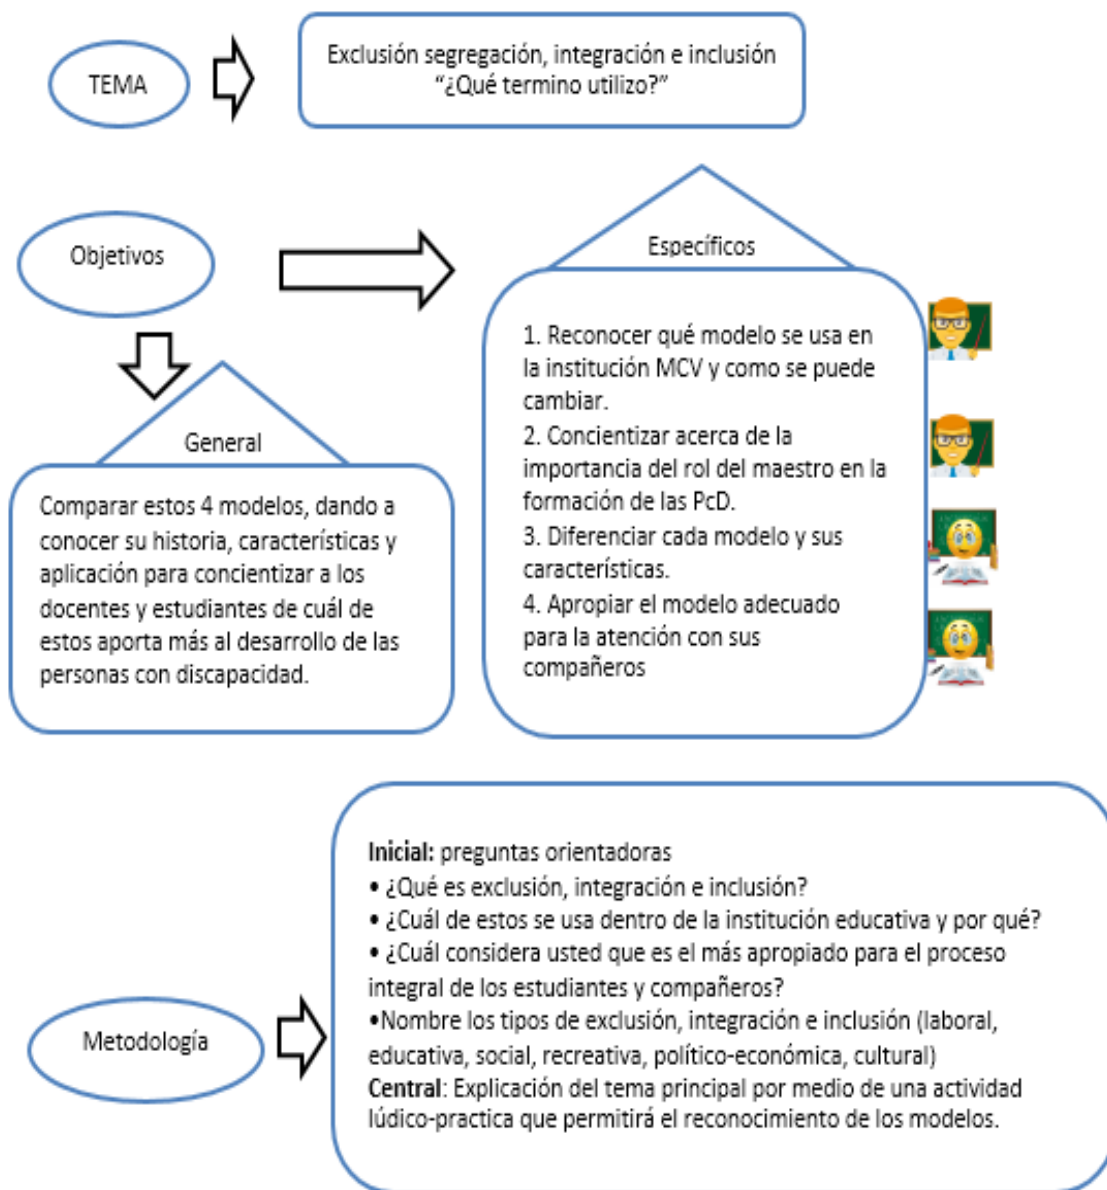 TEMA
Exclusión segregación, integración e inclusión
“¿Qué termino utilizo?”
Objetivos
Específicos
1. Reconocer qué modelo se usa en
la institución MCV y como se puede
cambiar.
2. Concientizar acerca de la
importancia del rol del maestro en la
formación de las PcD.
3. Diferenciar cada modelo y sus
características.
4. Apropiar el modelo adecuado
para la atención con sus
compañeros
General
Comparar estos 4 modelos, dando a
conocer su historia, características y
aplicación para concientizar a los
docentes y estudiantes de cuál de
estos aporta más al desarrollo de las
personas con discapacidad.
Metodología
Inicial: preguntas orientadoras
• ¿Qué es exclusión, integración e inclusión?
• ¿Cuál de estos se usa dentro de la institución educativa y por qué?
• ¿Cuál considera usted que es el más apropiado para el proceso
integral de los estudiantes y compañeros?
•Nombre los tipos de exclusión, integración e inclusión (laboral,
educativa, social, recreativa, político-económica, cultural)
Central: Explicación del tema principal por medio de una actividad
lúdico-practica que permitirá el reconocimiento de los modelos.